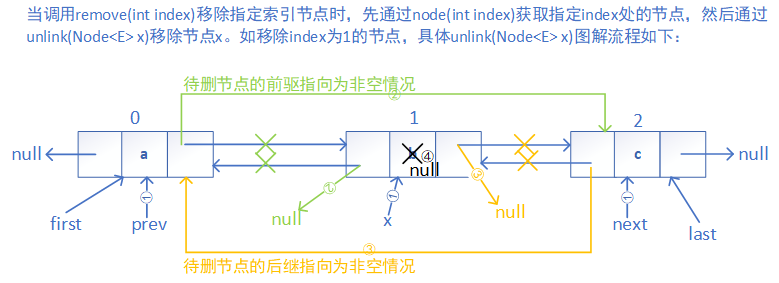 当调用remove(int index)移除指定索引节点时，先通过node(int index)获取指定index处的节点，然后通过
unlink(Node<E> x)移除节点x。如移除index为1的节点，具体unlink(Node<E> x)图解流程如下：
待删节点的前驱指向为非空情况
②
0 1 2
null a b ④ c null
null
① ① ② ③ ①
first prev null x null next last
③
待删节点的后继指向为非空情况